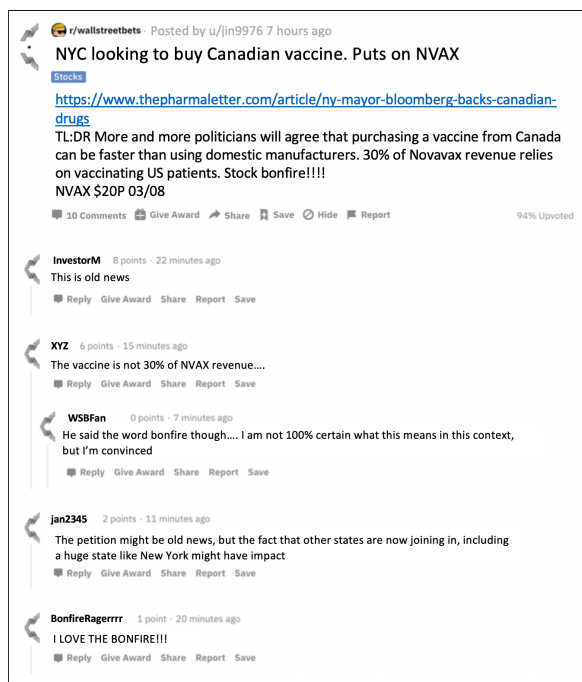 r/wallstreetbets · Posted by u/jin9976 7 hours ago
NYC looking to buy Canadian vaccine. Puts on NVAX
Stocks
https://www.thepharmaletter.com/article/ny-mayor-bloomberg-backs-canadian-
drugs
TL:DR More and more politicians will agree that purchasing a vaccine from Canada
can be faster than using domestic manufacturers. 30% of Novavax revenue relies
on vaccinating US patients. Stock bonfire!!!!
NVAX $20P 03/08
10 Comments Give Award Share Save Hide Report 94% Upvoted
InvestorM 8 points · 22 minutes ago
This is old news
Reply Give Award Share Report Save
XYZ 6 points · 15 minutes ago
The vaccine is not 30% of NVAX revenue....
Reply Give Award Share Report Save
WSBFan 0 points · 7 minutes ago
He said the word bonfire though.... I am not 100% certain what this means in this context,
but I'm convinced
Reply Give Award Share Report Save
jan2345 2 points · 11 minutes ago
The petition might be old news, but the fact that other states are now joining in, including
a huge state like New York might have impact
Reply Give Award Share Report Save
BonfireRagerrrr 1 point · 20 minutes ago
I LOVE THE BONFIRE!!!
Reply Give Award Share Report Save